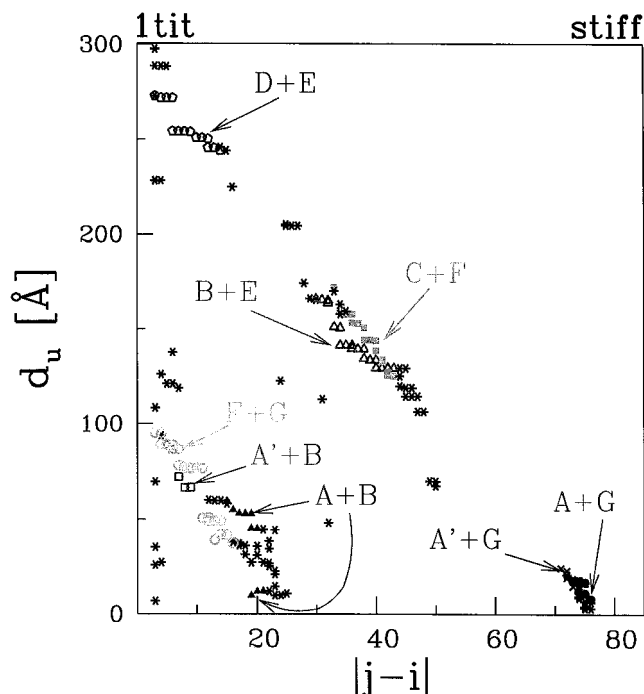 1tit stiff
300
D+E
200
C+F
B+E
d_u [Å]
100
F+G
A'+B
A+B
A+G
A'+G
0
20 40 60 80
|j-i|